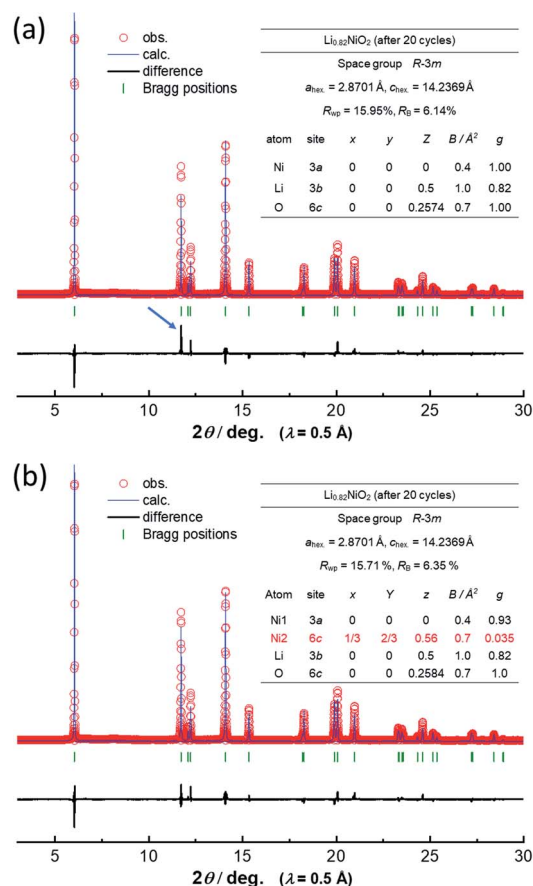 (a)
obs.
calc.
difference
Bragg positions
Li0.82NiO2 (after 20 cycles)
Space group R-3m
ahex. = 2.8701 Å, chex. = 14.2369Å
Rwp = 15.95%, RB = 6.14%
atom site x y Z B / Å² g
Ni 3a 0 0 0 0.4 1.00
Li 3b 0 0 0.5 1.0 0.82
O 6c 0 0 0.2574 0.7 1.00
5 10 15 20 25 30
2θ / deg. (λ = 0.5 Å)
(b)
obs.
calc.
difference
Bragg positions
Li0.82NiO2 (after 20 cycles)
Space group R-3m
ahex. = 2.8701 Å, chex. = 14.2369Å
Rwp = 15.71 %, RB = 6.35 %
Atom site x Y z B / Å² g
Ni1 3a 0 0 0 0.4 0.93
Ni2 6c 1/3 2/3 0.56 0.7 0.035
Li 3b 0 0 0.5 1.0 0.82
O 6c 0 0 0.2584 0.7 1.0
5 10 15 20 25 30
2θ / deg. (λ = 0.5 Å)